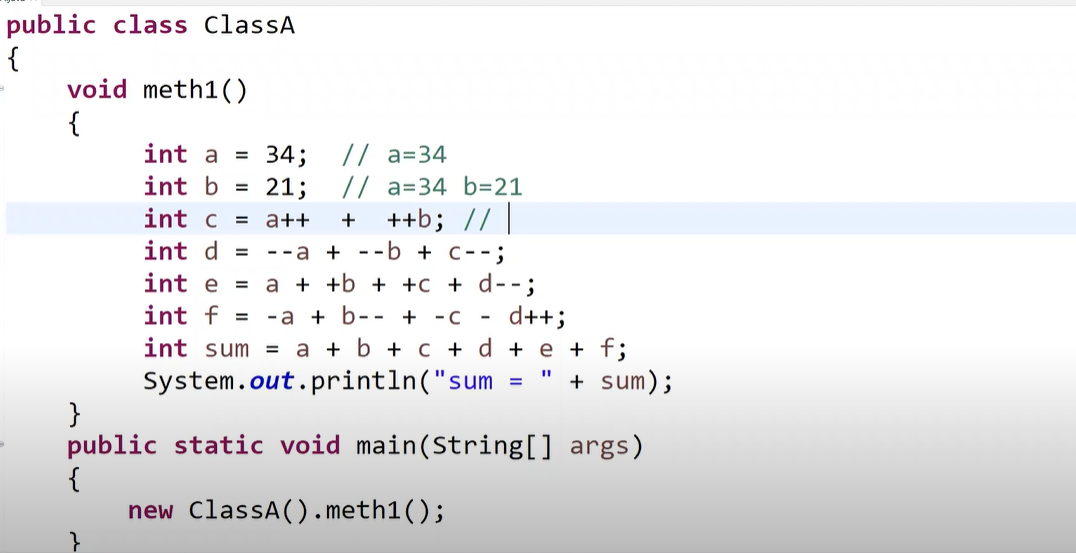 public class ClassA
{
void meth1()
{
int a = 34; // a=34
int b = 21; // a=34 b=21
int c = a++ + ++b; //
int d = --a + --b + c--;
int e = a + +b + +c + d--;
int f = -a + b-- + -c - d++;
int sum = a + b + c + d + e + f;
System.out.println("sum = " + sum);
}
public static void main(String[] args)
{
new ClassA().meth1();
}